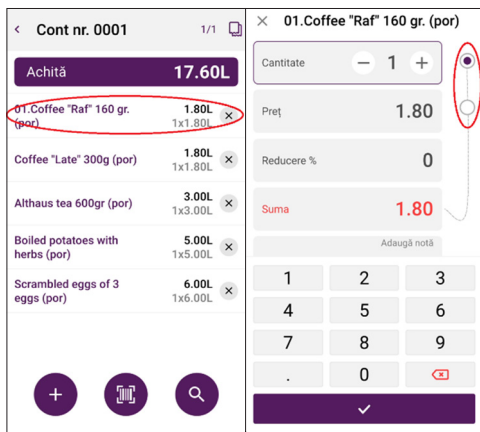 Cont nr. 0001
1/1
Achită 17.60L
01.Coffee "Raf" 160 gr. 1.80L
(por) 1x1.80L
Coffee "Late" 300g (por) 1.80L
1x1.80L
Althaus tea 600gr (por) 3.00L
1x3.00L
Boiled potatoes with 5.00L
herbs (por) 1x5.00L
Scrambled eggs of 3 6.00L
eggs (por) 1x6.00L
01.Coffee "Raf" 160 gr. (por)
Cantitate 1
Preț 1.80
Reducere % 0
Suma 1.80
Adaugă notă
1 2 3
4 5 6
7 8 9
. 0